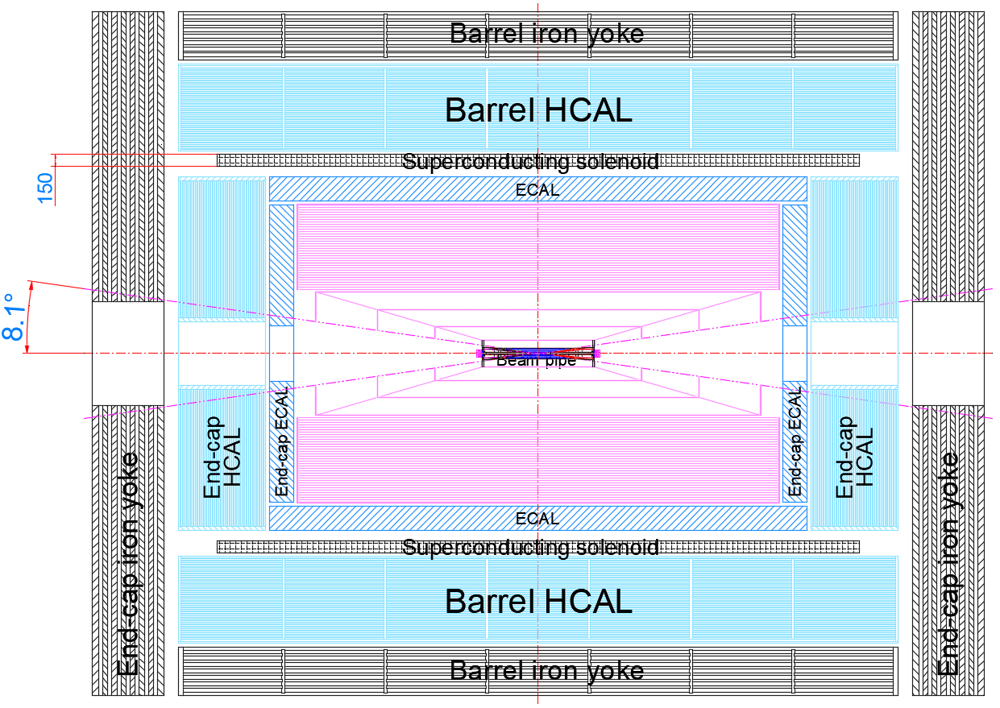 Barrel iron yoke
Barrel HCAL
Superconducting solenoid
150
ECAL
8.1°
Beam pipe
End-cap
HCAL
End-cap ECAL
End-cap ECAL
End-cap
HCAL
End-cap iron yoke
End-cap iron yoke
ECAL
Superconducting solenoid
Barrel HCAL
Barrel iron yoke